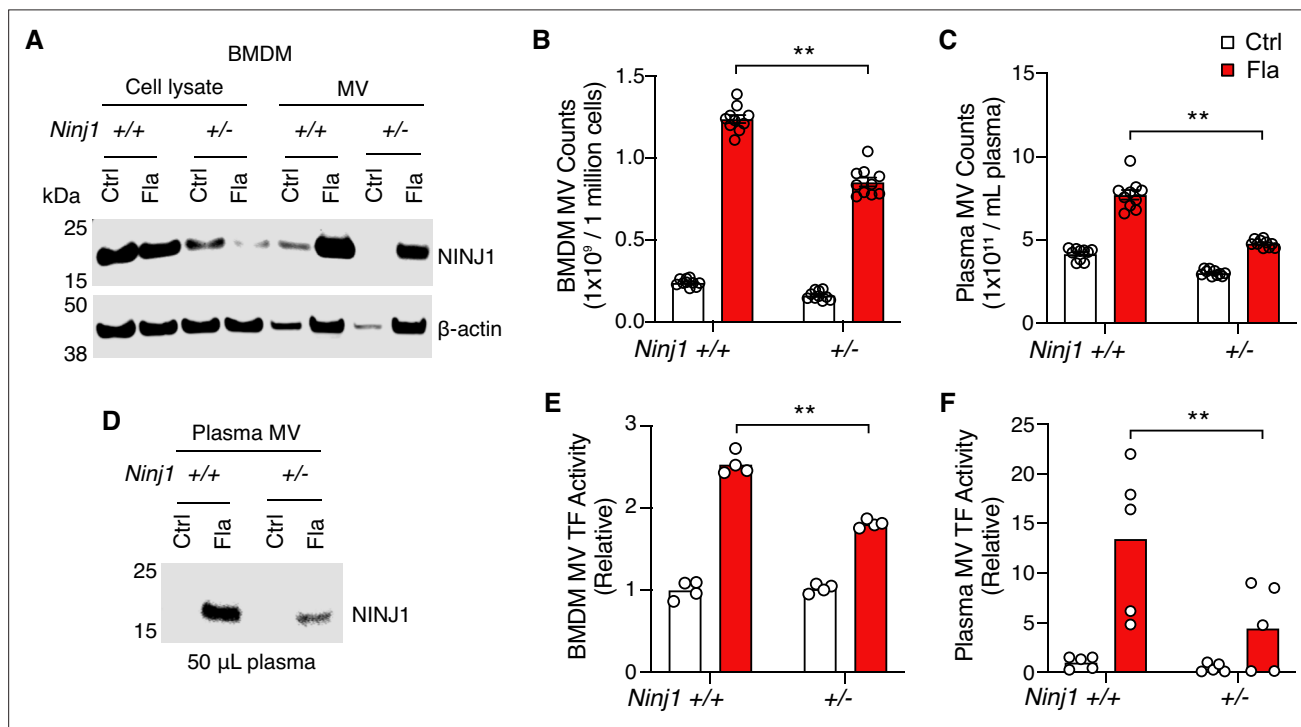 A
BMDM
Cell lysate MV
Ninj1 +/+ +/- +/+ +/-
kDa Ctrl Fla Ctrl Fla Ctrl Fla Ctrl Fla
25
NINJ1
15
50
β-actin
38
B
BMDM MV Counts
(1x10⁹ / 1 million cells)
1.5
1.0
0.5
0.0
**
Ninj1 +/+ +/-
C
Ctrl
Fla
Plasma MV Counts
(1x10¹¹ / mL plasma)
15
10
5
0
**
Ninj1 +/+ +/-
D
Plasma MV
Ninj1 +/+ +/-
Ctrl Fla Ctrl Fla
25
NINJ1
15
50 µL plasma
E
BMDM MV TF Activity
(Relative)
3
2
1
0
**
Ninj1 +/+ +/-
F
Plasma MV TF Activity
(Relative)
25
20
15
10
5
0
**
Ninj1 +/+ +/-